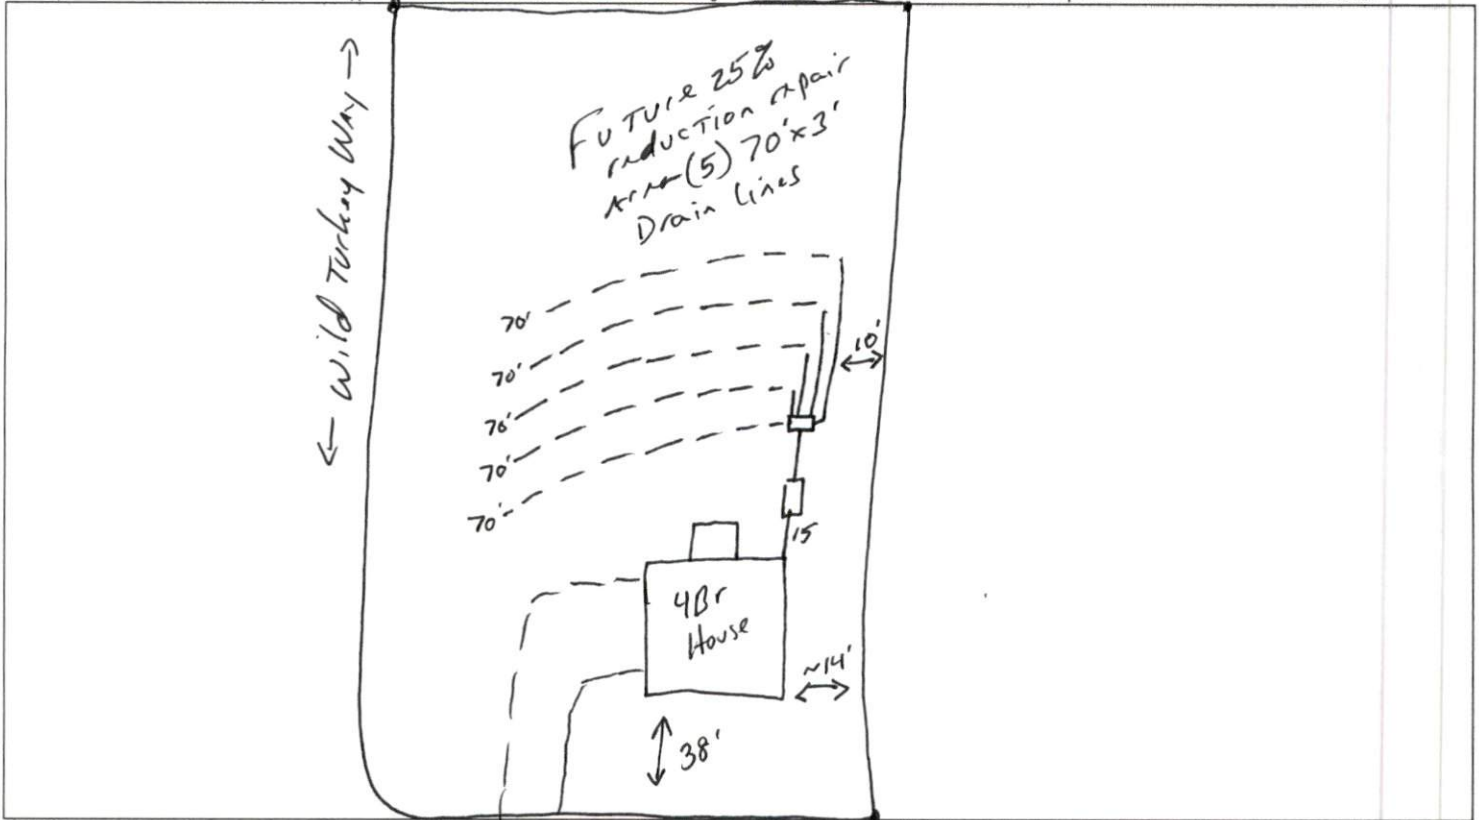 ← Wild Turkey Way →
Future 25%
reduction repair
area (5) 70'x3'
Drain Lines
70'
70'
10'
70'
70'
70'
15
4Br
House
~14'
38'